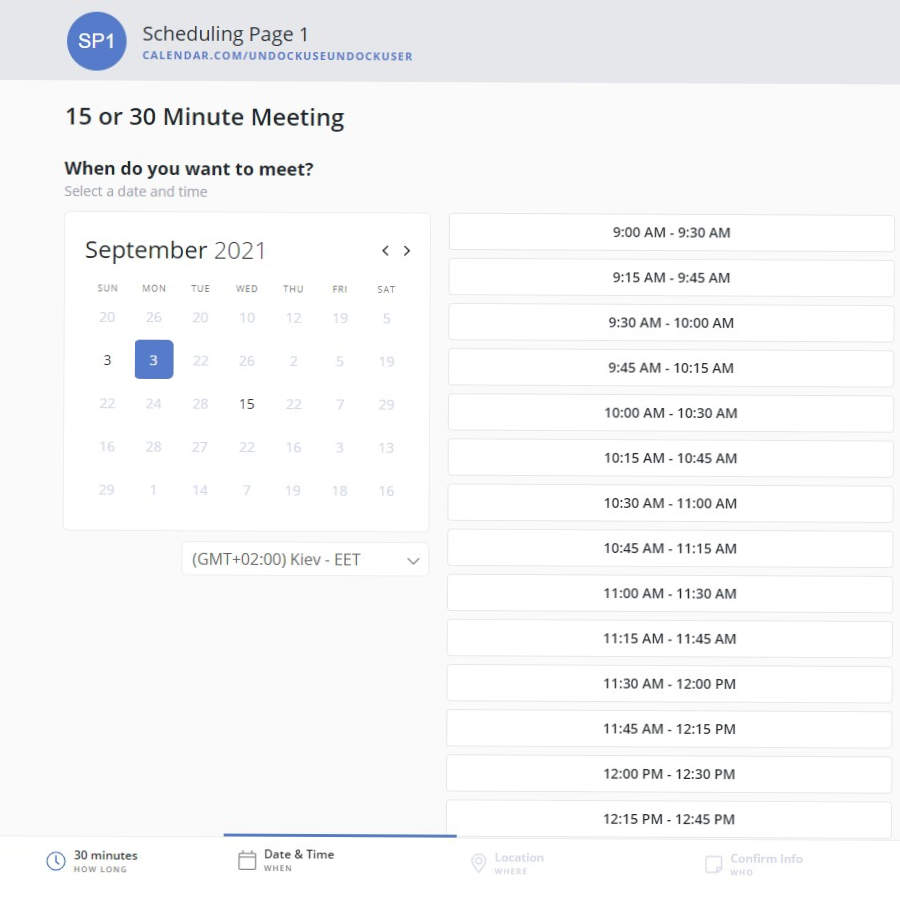 SP1
Scheduling Page 1
CALENDAR.COM/UNDOCKUSEUNDOCKUSER
15 or 30 Minute Meeting
When do you want to meet?
Select a date and time
September 2021
SUN MON TUE WED THU FRI SAT
20 26 20 10 12 19 5
3 3 22 26 2 5 19
22 24 28 15 22 7 29
16 28 27 22 16 3 13
29 1 14 7 19 18 16
(GMT+02:00) Kiev - EET
9:00 AM - 9:30 AM
9:15 AM - 9:45 AM
9:30 AM - 10:00 AM
9:45 AM - 10:15 AM
10:00 AM - 10:30 AM
10:15 AM - 10:45 AM
10:30 AM - 11:00 AM
10:45 AM - 11:15 AM
11:00 AM - 11:30 AM
11:15 AM - 11:45 AM
11:30 AM - 12:00 PM
11:45 AM - 12:15 PM
12:00 PM - 12:30 PM
12:15 PM - 12:45 PM
30 minutes
HOW LONG
Date & Time
WHEN
Location
WHERE
Confirm Info
WHO